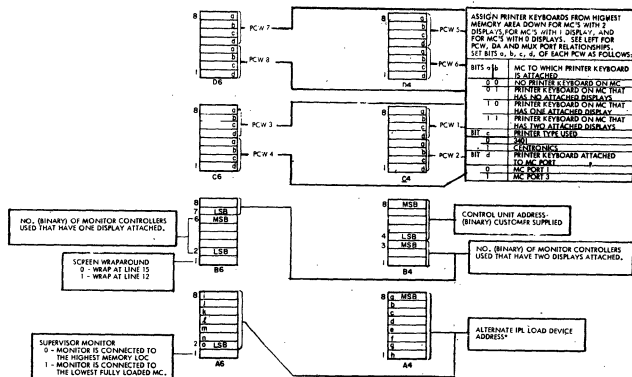 ASSIGN PRINTER KEYBOARDS FROM HIGHEST
MEMORY AREA DOWN FOR MC'S WITH 2
DISPLAYS, FOR MC'S WITH 1 DISPLAY, AND
FOR MC'S WITH 0 DISPLAYS. SEE LEFT FOR
PCW, DA AND MUX PORT RELATIONSHIPS.
SET BITS a, b, c, d, OF EACH PCW AS FOLLOWS:
BITS a b MC TO WHICH PRINTER KEYBOARD
IS ATTACHED
0 0 NO PRINTER KEYBOARD ON MC
0 1 PRINTER KEYBOARD ON MC THAT
HAS NO ATTACHED DISPLAYS
1 0 PRINTER KEYBOARD ON MC THAT
HAS ONE ATTACHED DISPLAY
1 1 PRINTER KEYBOARD ON MC THAT
HAS TWO ATTACHED DISPLAYS
BIT c PRINTER TYPE USED
0 3401
1 CENTRONICS
BIT d PRINTER KEYBOARD ATTACHED
TO MC PORT
0 MC PORT 1
1 MC PORT 3
8 a
b
c
d
a
b
c
1 d
PCW 7
PCW 8
D6
8 a
b
c
d
a
b
c
1 d
PCW 5
PCW 6
D4
8 a
b
c
d
a
b
c
1 d
PCW 3
PCW 4
C6
8 a
b
c
d
a
b
c
1 d
PCW 1
PCW 2
C4
NO. (BINARY) OF MONITOR CONTROLLERS
USED THAT HAVE ONE DISPLAY ATTACHED.
SCREEN WRAPAROUND
0 - WRAP AT LINE 15
1 - WRAP AT LINE 12
8
7 LSB
6 MSB
2 LSB
1
B6
8 MSB
4 LSB
3 MSB
1
B4
CONTROL UNIT ADDRESS-
(BINARY) CUSTOMER SUPPLIED
NO. (BINARY) OF MONITOR CONTROLLERS
USED THAT HAVE TWO DISPLAYS ATTACHED.
SUPERVISOR MONITOR
0 - MONITOR IS CONNECTED TO
THE HIGHEST MEMORY LOC
1 - MONITOR IS CONNECTED TO
THE LOWEST FULLY LOADED MC.
8 i
j
k
ℓ
m
n
2 o LSB
1
A6
8 a MSB
b
c
d
e
f
g
1 h
A4
ALTERNATE IPL LOAD DEVICE
ADDRESS*